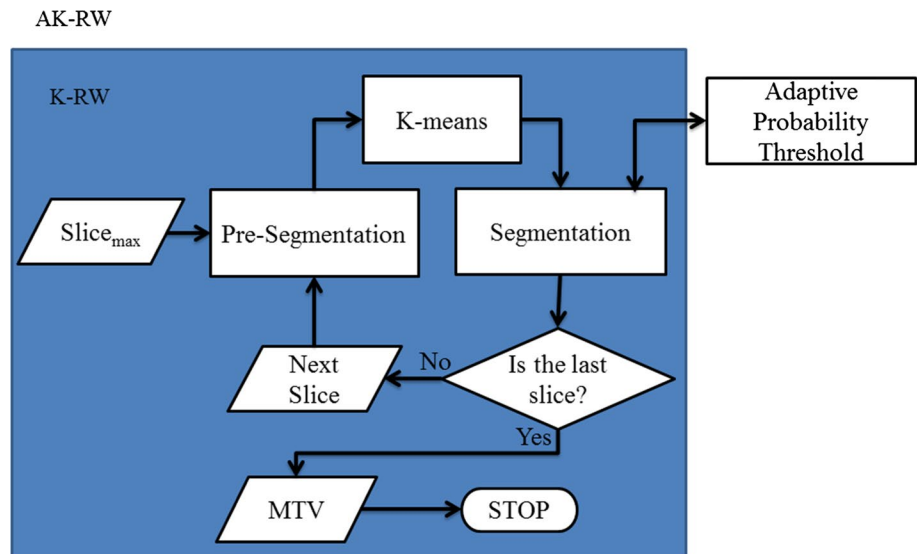 AK-RW
K-RW
K-means
Adaptive
Probability
Threshold
Slicemax
Pre-Segmentation
Segmentation
Next
Slice
No
Is the last
slice?
Yes
MTV
STOP